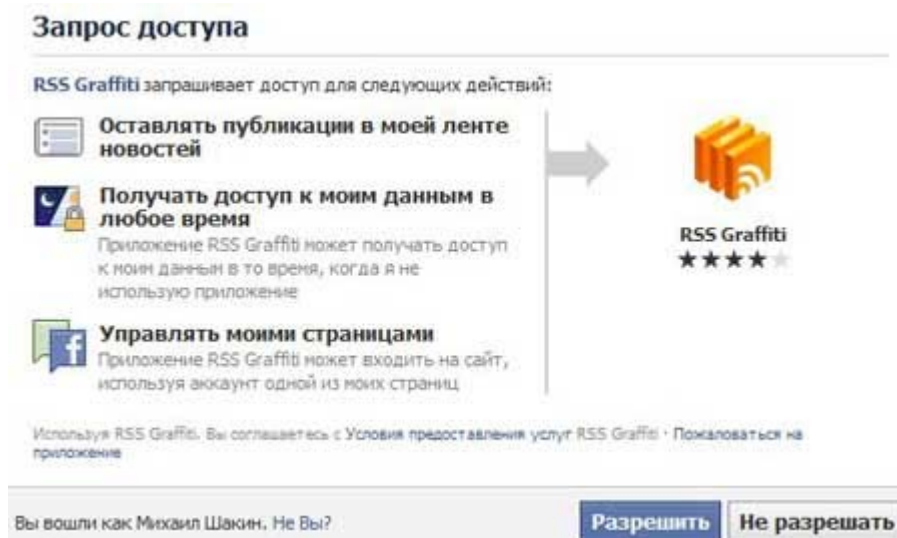 Запрос доступа
RSS Graffiti запрашивает доступ для следующих действий:
Оставлять публикации в моей ленте
новостей
Получать доступ к моим данным в
любое время
Приложение RSS Graffiti может получать доступ
к моим данным в то время, когда я не
использую приложение
Управлять моими страницами
Приложение RSS Graffiti может входить на сайт,
используя аккаунт одной из моих страниц
RSS Graffiti
Используя RSS Graffiti. Вы соглашаетесь с Условия предоставления услуг RSS Graffiti · Пожаловаться на
приложение
Вы вошли как Михаил Шакин. Не Вы?
Разрешить
Не разрешать